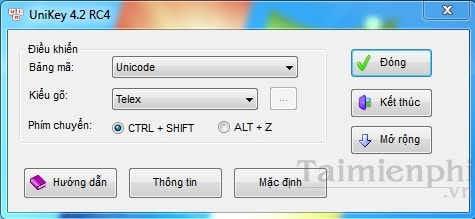 UniKey 4.2 RC4
Điều khiển
Bảng mã:
Unicode
Kiểu gõ:
Telex
...
Phím chuyển:
CTRL + SHIFT
ALT + Z
Đóng
Kết thúc
Mở rộng
Hướng dẫn
Thông tin
Mặc định
Taimienphi
.vn